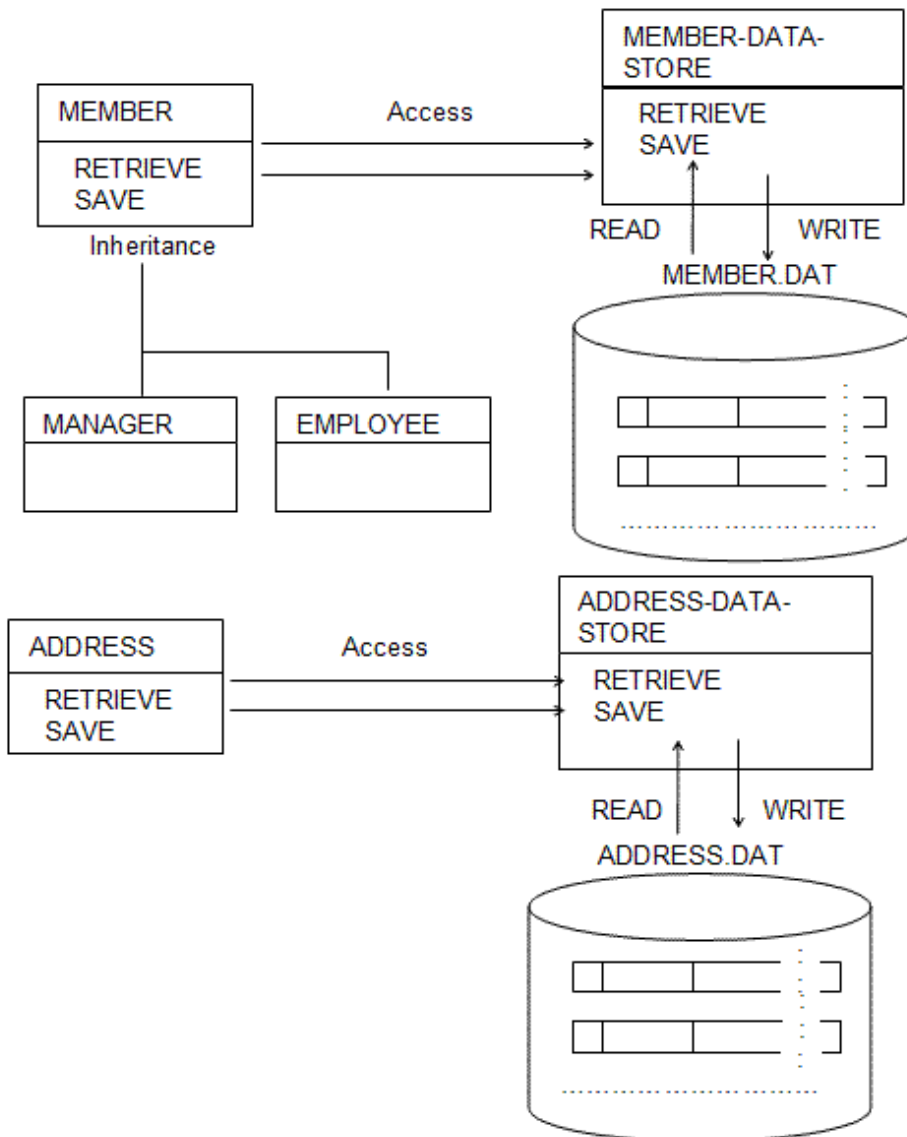 MEMBER-DATA-
STORE
MEMBER
Access
RETRIEVE
SAVE
RETRIEVE
SAVE
READ
WRITE
Inheritance
MEMBER.DAT
MANAGER
EMPLOYEE
ADDRESS-DATA-
STORE
ADDRESS
Access
RETRIEVE
SAVE
RETRIEVE
SAVE
READ
WRITE
ADDRESS.DAT